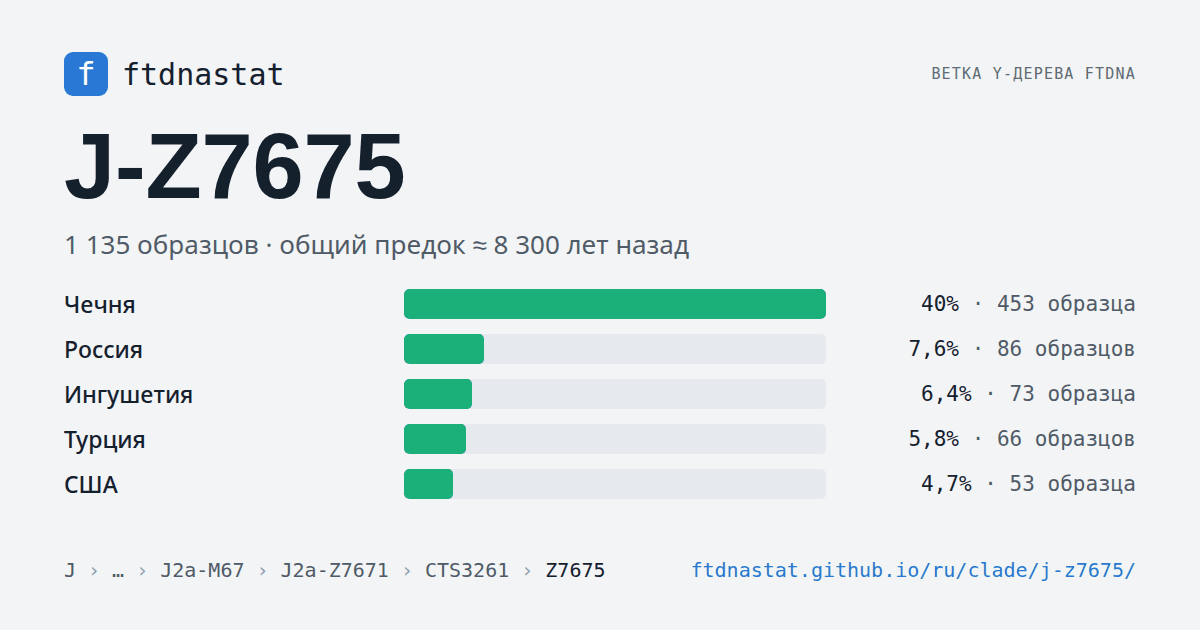 f ftdnastat
ВЕТКА Y-ДЕРЕВА FTDNA
J-Z7675
1 135 образцов · общий предок ≈ 8 300 лет назад
Чечня 40% · 453 образца
Россия 7,6% · 86 образцов
Ингушетия 6,4% · 73 образца
Турция 5,8% · 66 образцов
США 4,7% · 53 образца
J › … › J2a-M67 › J2a-Z7671 › CTS3261 › Z7675
ftdnastat.github.io/ru/clade/j-z7675/